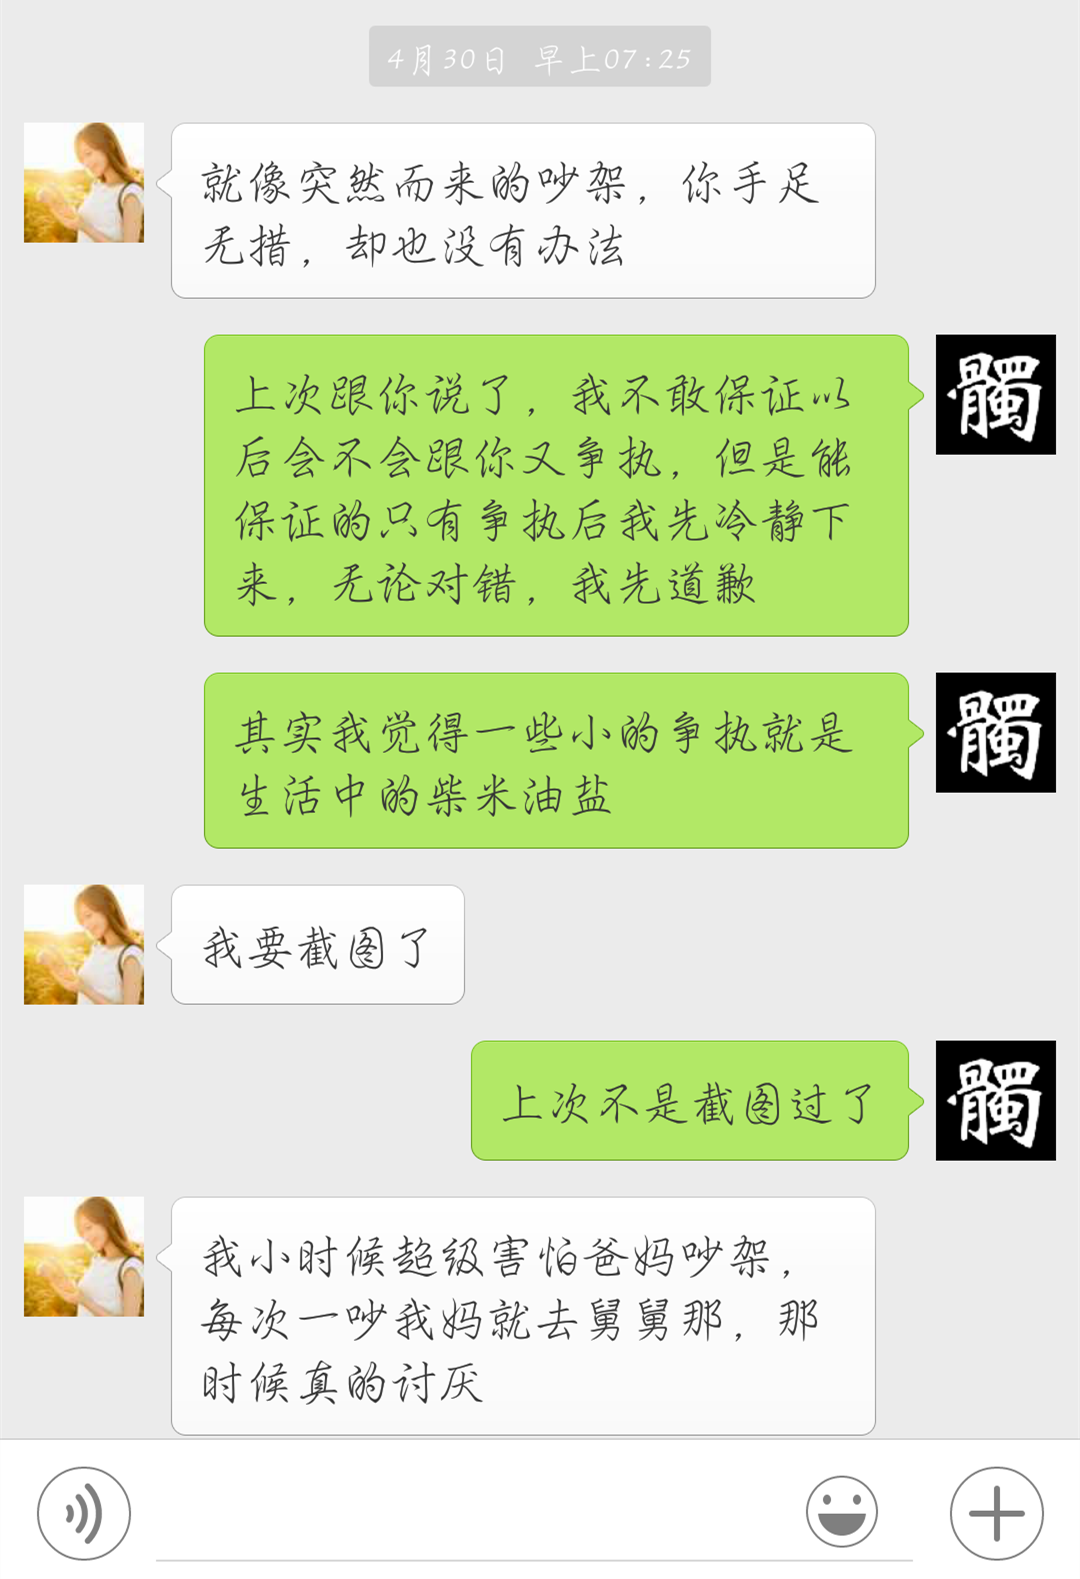 4月30日 早上07:25
就像突然而来的吵架，你手足
无措，却也没有办法
上次跟你说了，我不敢保证以
后会不会跟你又争执，但是能
保证的只有争执后我先冷静下
来，无论对错，我先道歉
髑
其实我觉得一些小的争执就是
生活中的柴米油盐
髑
我要截图了
上次不是截图过了
髑
我小时候超级害怕爸妈吵架，
每次一吵我妈就去舅舅那，那
时候真的讨厌